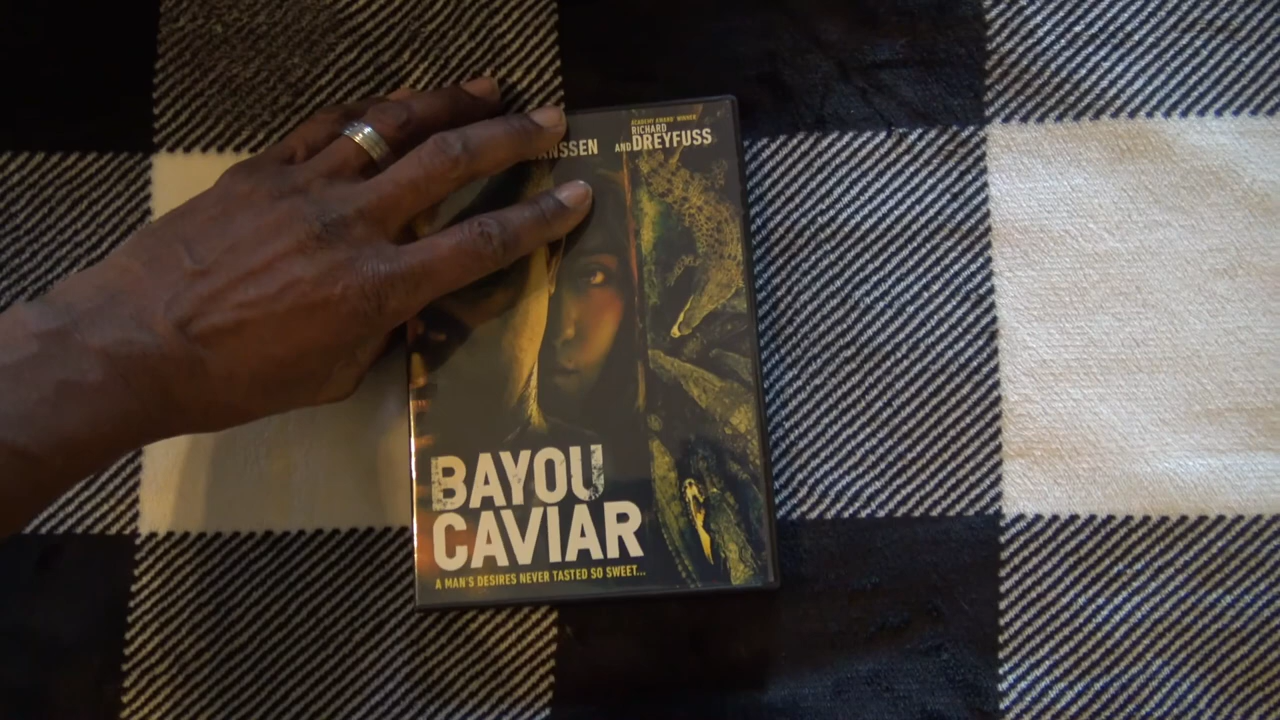 ACADEMY AWARD WINNER
RICHARD
ANSSEN AND DREYFUSS
BAYOU
CAVIAR
A MAN'S DESIRES NEVER TASTED SO SWEET...